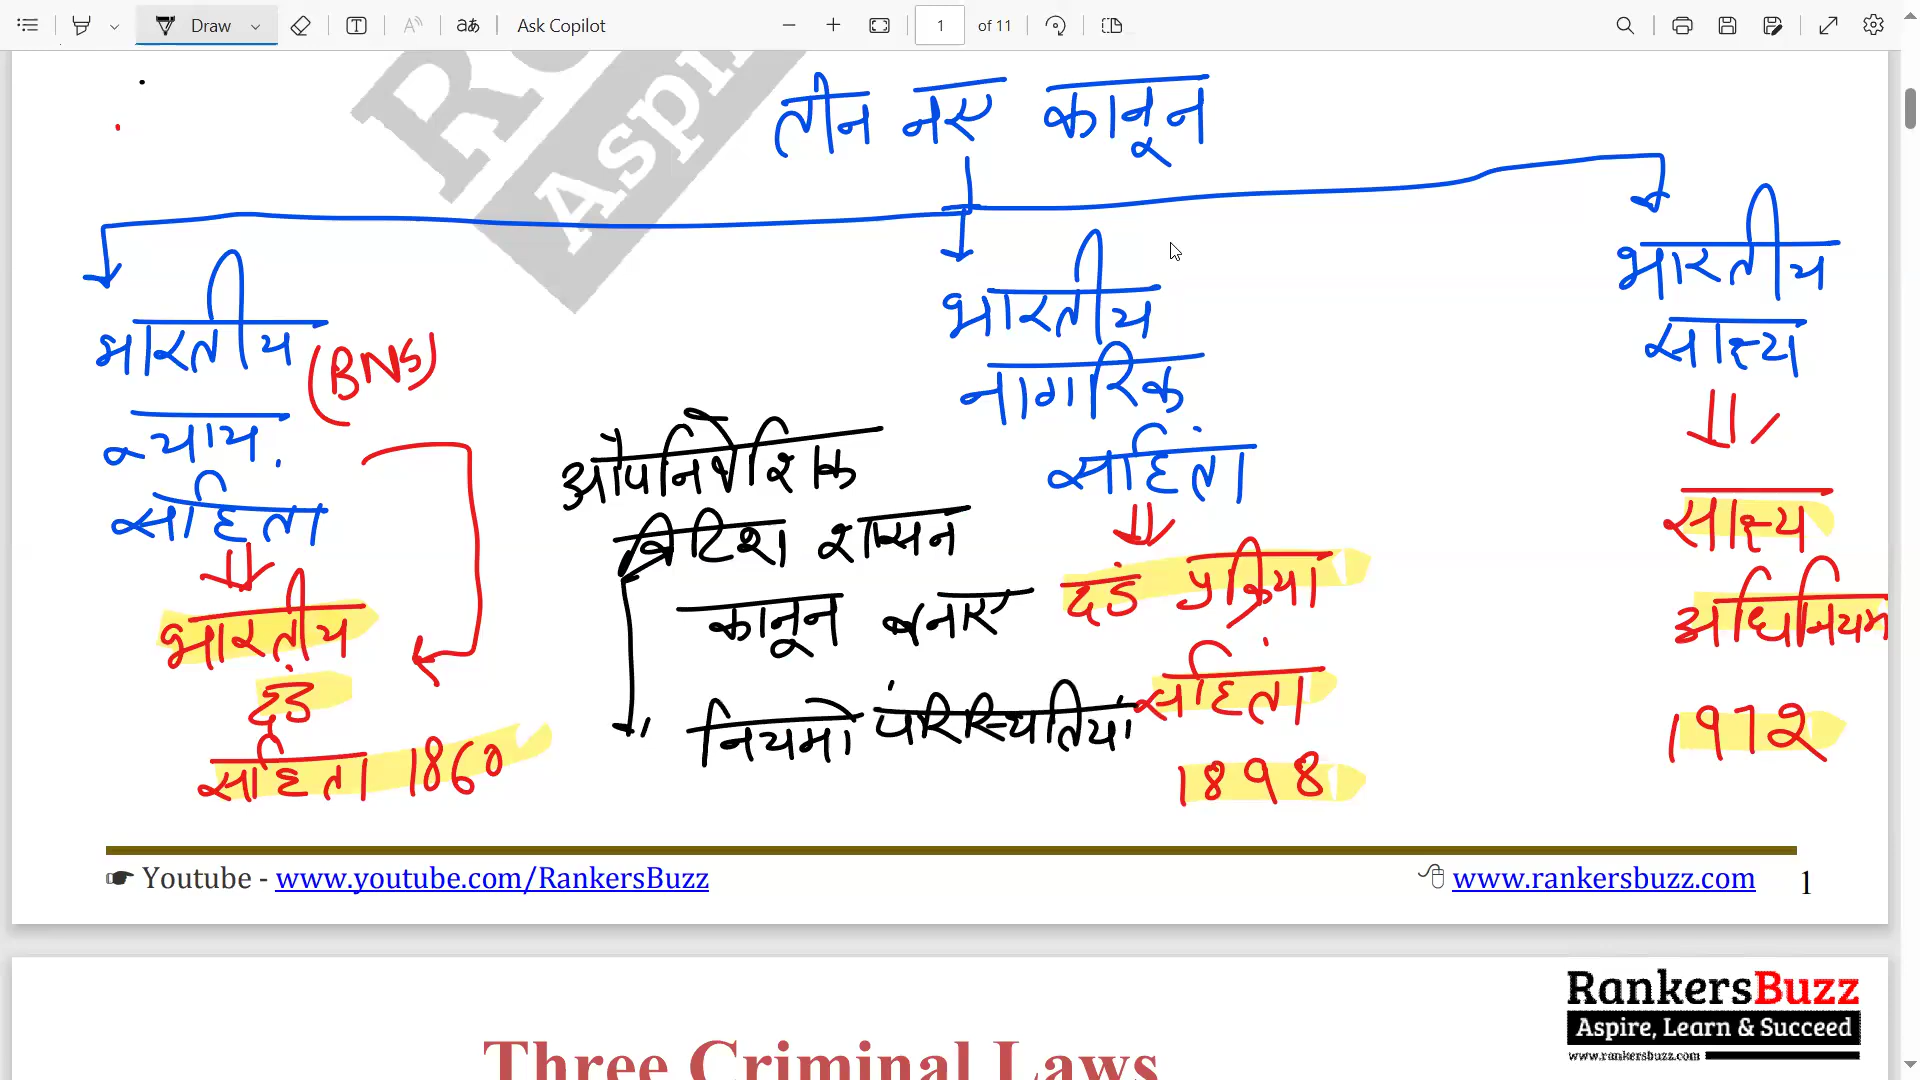 Draw
Ask Copilot
1 of 11
तीन नए कानून
भारतीय
न्याय
संहिता
(BNS)
भारतीय
दंड
संहिता 1860
औपनिवेशिक
ब्रिटिश शासन
कानून बनाए
नियमो परिस्थितियां
भारतीय
नागरिक
संहिता
दंड प्रक्रिया
संहिता
1898
भारतीय
साक्ष्य
साक्ष्य
अधिनियम
1972
Youtube - www.youtube.com/RankersBuzz
www.rankersbuzz.com 1
RankersBuzz
Aspire, Learn & Succeed
www.rankersbuzz.com
Three Criminal Laws